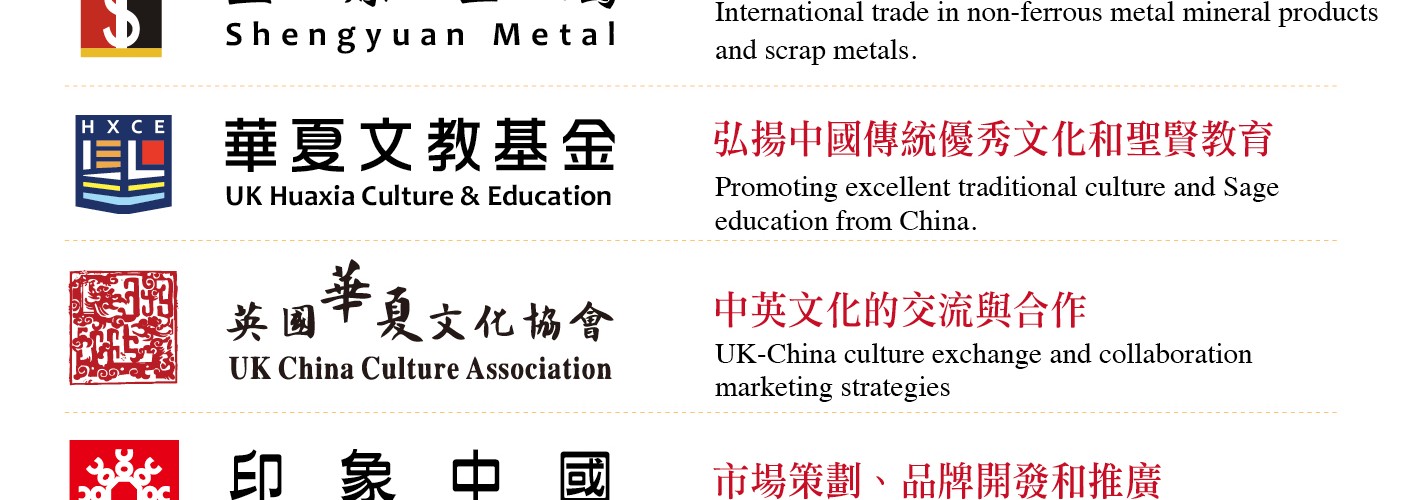 Shengyuan Metal
International trade in non-ferrous metal mineral products
and scrap metals.
HXCE
華夏文教基金
UK Huaxia Culture & Education
弘揚中國傳統優秀文化和聖賢教育
Promoting excellent traditional culture and Sage
education from China.
英國華夏文化協會
UK China Culture Association
中英文化的交流與合作
UK-China culture exchange and collaboration
marketing strategies
印象中國
市場策劃、品牌開發和推廣